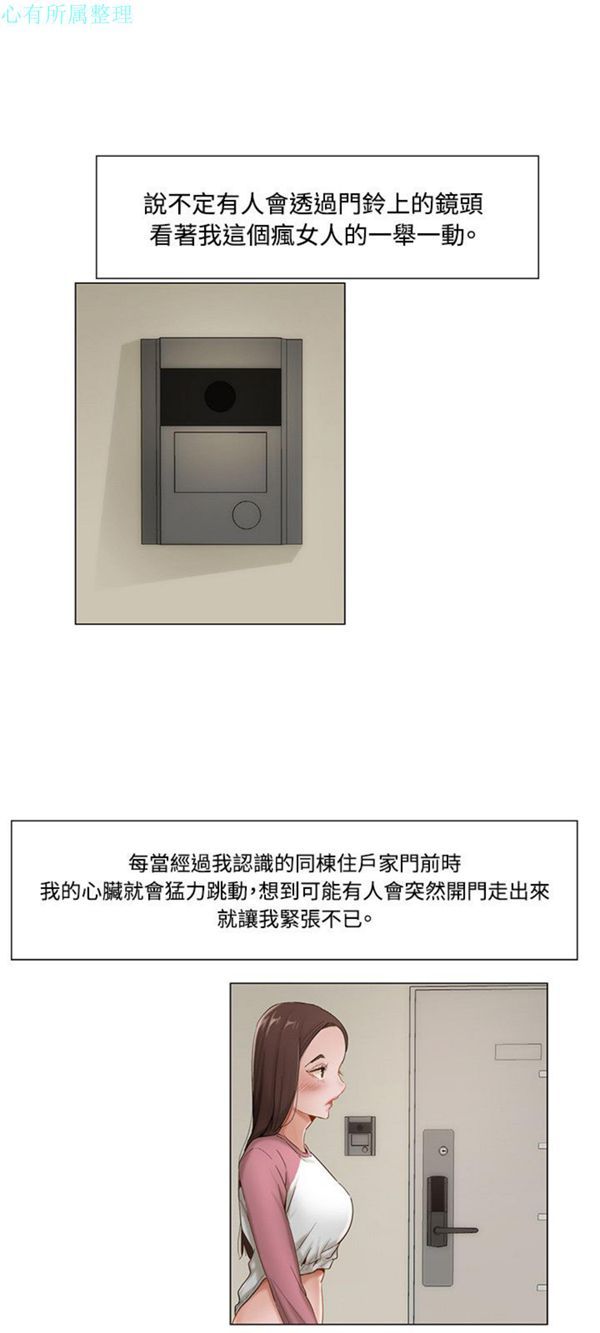 心有所属整理
說不定有人會透過門鈴上的鏡頭
看著我這個瘋女人的一舉一動。
每當經過我認識的同棟住戶家門前時
我的心臟就會猛力跳動，想到可能有人會突然開門走出來
就讓我緊張不已。